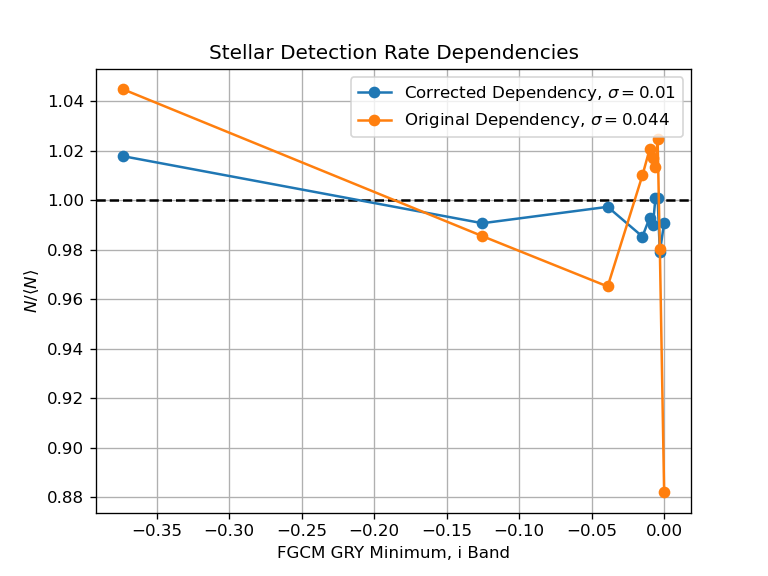 Stellar Detection Rate Dependencies
Corrected Dependency, σ = 0.01
Original Dependency, σ = 0.044
N/⟨N⟩
1.04
1.02
1.00
0.98
0.96
0.94
0.92
0.90
0.88
−0.35 −0.30 −0.25 −0.20 −0.15 −0.10 −0.05 0.00
FGCM GRY Minimum, i Band